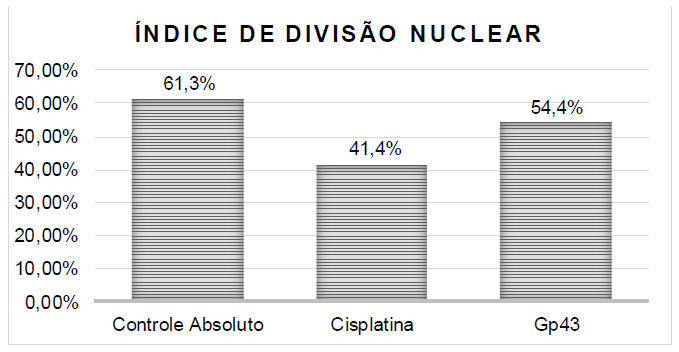 ÍNDICE DE DIVISÃO NUCLEAR
70,00%
60,00%
50,00%
40,00%
30,00%
20,00%
10,00%
0,00%
61,3%
41,4%
54,4%
Controle Absoluto
Cisplatina
Gp43